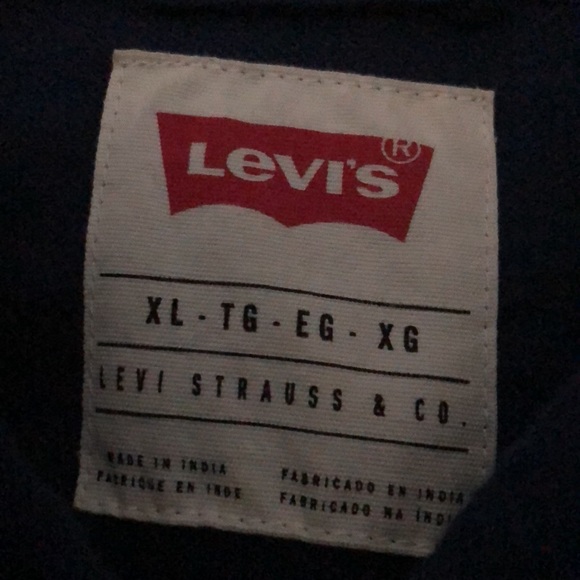 LEVI'S®
XL - TG - EG - XG
LEVI STRAUSS & CO.
MADE IN INDIA
FABRIQUÉ EN INDE
FABRICADO EN INDIA
FABRICADO NA INDIA